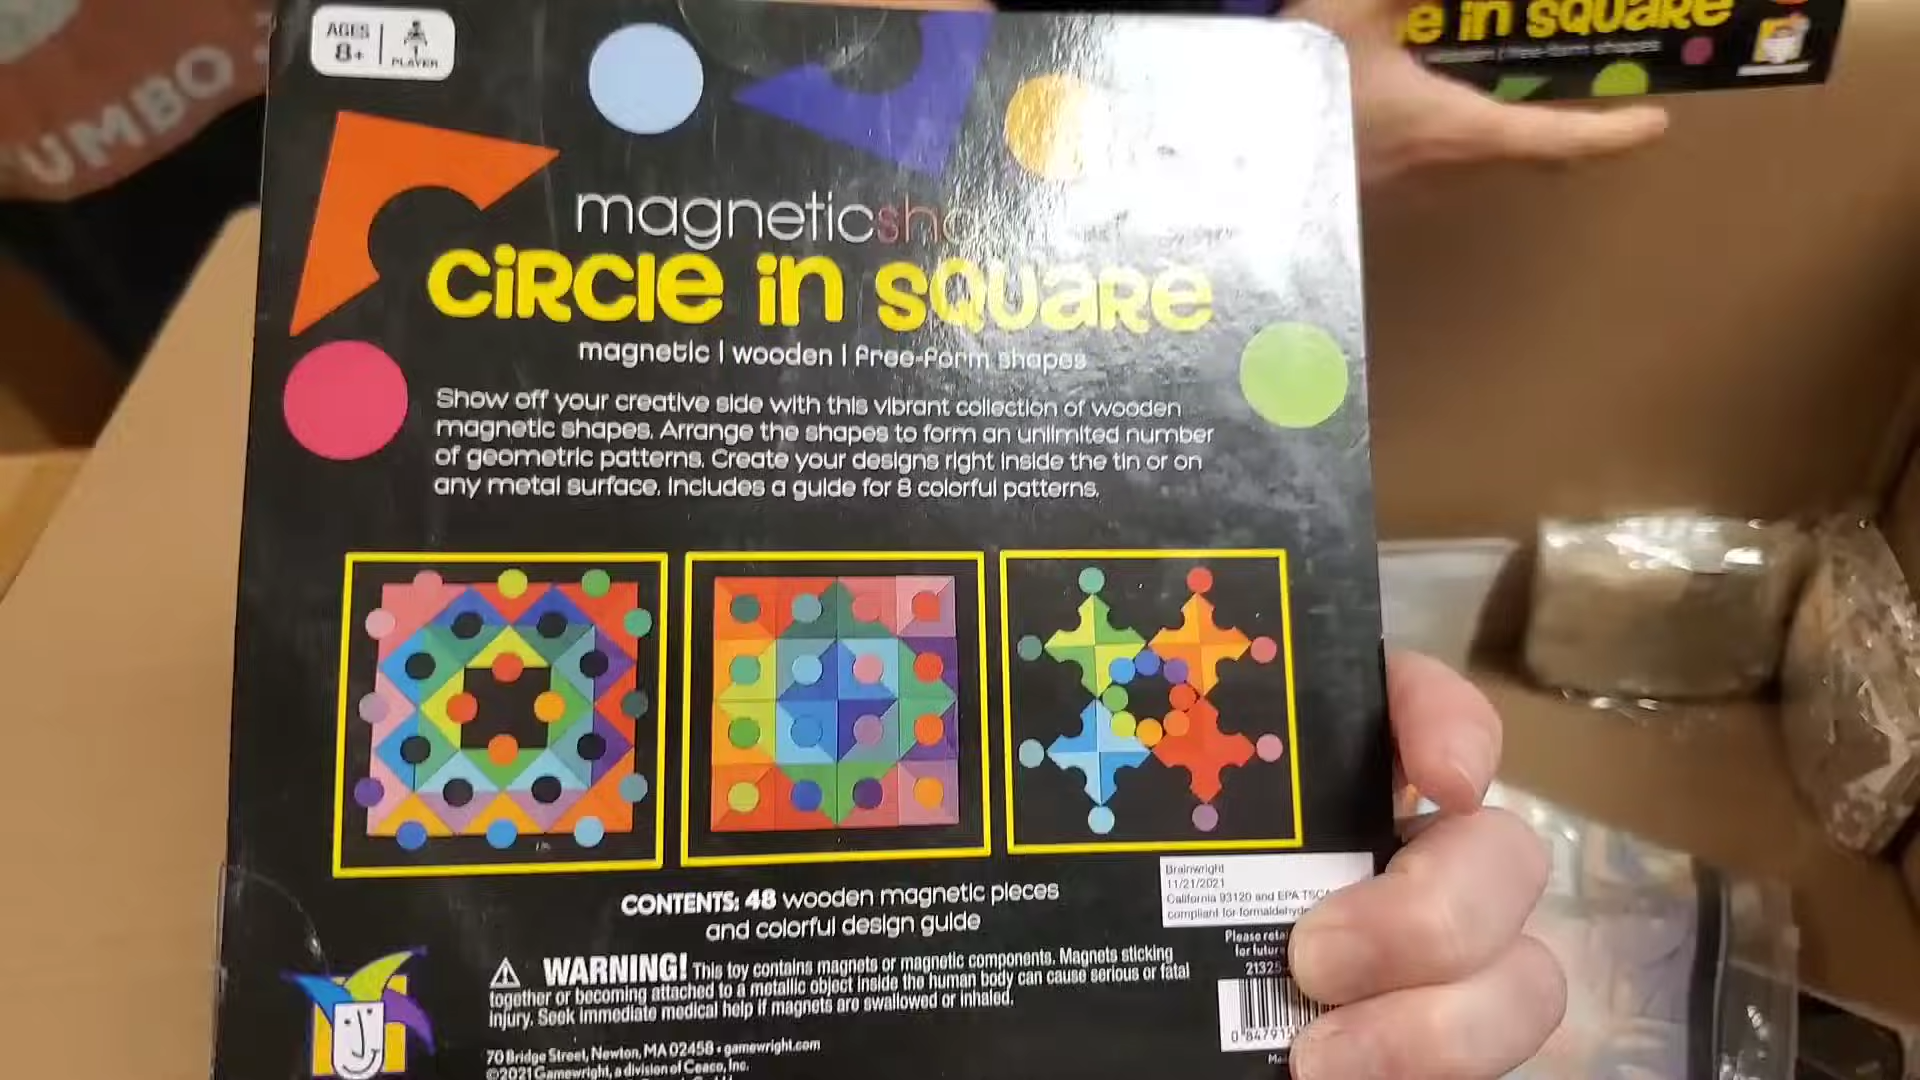 UMBO
e in square
AGES
8+
1
PLAYER
magnetic
CIRCLE in SQUARE
magnetic | wooden | free-form shapes
Show off your creative side with this vibrant collection of wooden
magnetic shapes. Arrange the shapes to form an unlimited number
of geometric patterns. Create your designs right inside the tin or on
any metal surface. Includes a guide for 8 colorful patterns.
CONTENTS: 48 wooden magnetic pieces
and colorful design guide
Brainwright
11/21/2021
California 93120 and EPA TSCA
compliant for formaldehyde
WARNING! This toy contains magnets or magnetic components. Magnets sticking
together or becoming attached to a metallic object inside the human body can cause serious or fatal
injury. Seek immediate medical help if magnets are swallowed or inhaled.
Please
for
21325
70 Bridge Street, Newton, MA 02458 • gamewright.com
©2021 Gamewright, a division of Ceaco, Inc.